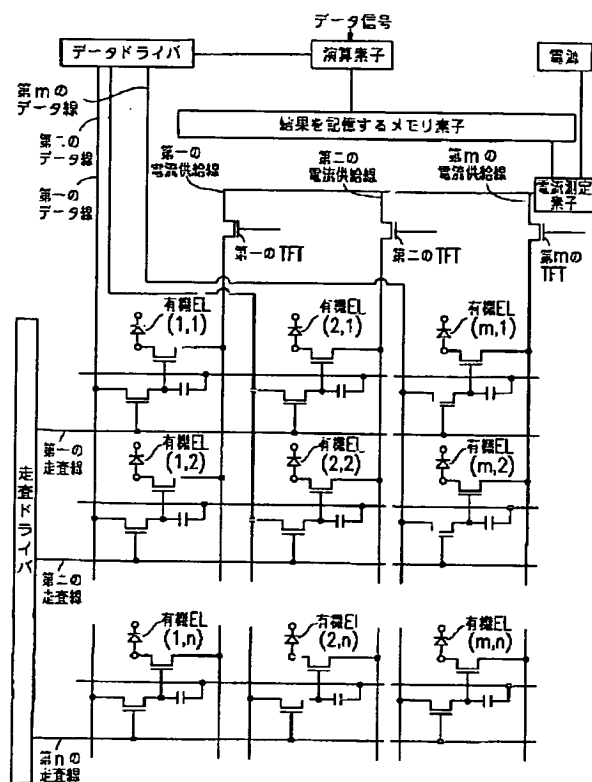 データ信号
データドライバ
演算素子
電源
第mの
データ線
結果を記憶するメモリ素子
第二の
データ線
第一の
電流供給線
第二の
電流供給線
第mの
電流供給線
電流測定
素子
第一の
データ線
第一のTFT
第二のTFT
第mの
TFT
有機EL
(1,1)
有機EL
(2,1)
有機EL
(m,1)
第一の
走査線
有機EL
(1,2)
有機EL
(2,2)
有機EL
(m,2)
走査ドライバ
第二の
走査線
有機EL
(1,n)
有機EL
(2,n)
有機EL
(m,n)
第nの
走査線